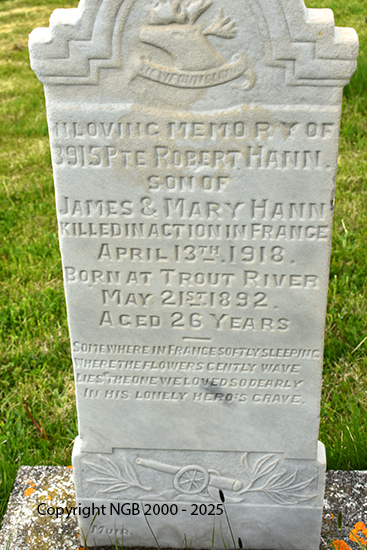 NEWFOUNDLAND
IN LOVING MEMORY OF
3915 PTE ROBERT HANN.
SON OF
JAMES & MARY HANN
KILLED IN ACTION IN FRANCE
APRIL 13TH. 1918.
BORN AT TROUT RIVER
MAY 21ST 1892.
AGED 26 YEARS
SOMEWHERE IN FRANCE SOFTLY SLEEPING
WHERE THE FLOWERS GENTLY WAVE
LIES THE ONE WE LOVED SO DEARLY
IN HIS LONELY HERO'S GRAVE.
Copyright NGB 2000 - 2025